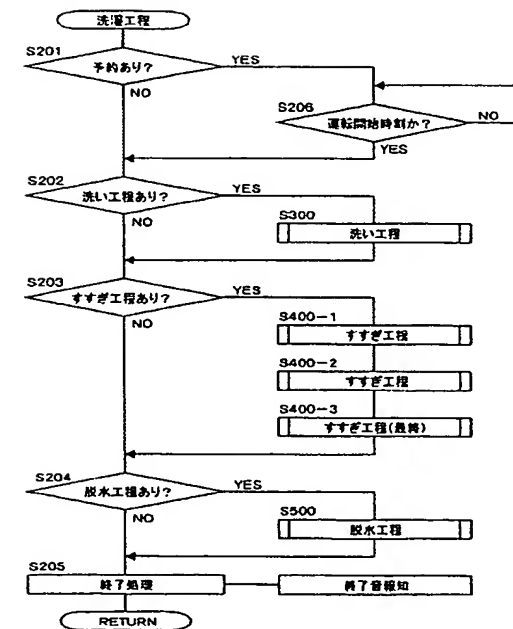 洗濯工程
S201
予約あり?
YES
NO
S206
運転開始時刻か?
NO
YES
S202
洗い工程あり?
YES
NO
S300
洗い工程
S203
すすぎ工程あり?
YES
NO
S400-1
すすぎ工程
S400-2
すすぎ工程
S400-3
すすぎ工程(最終)
S204
脱水工程あり?
YES
NO
S500
脱水工程
S205
終了処理
終了音報知
RETURN